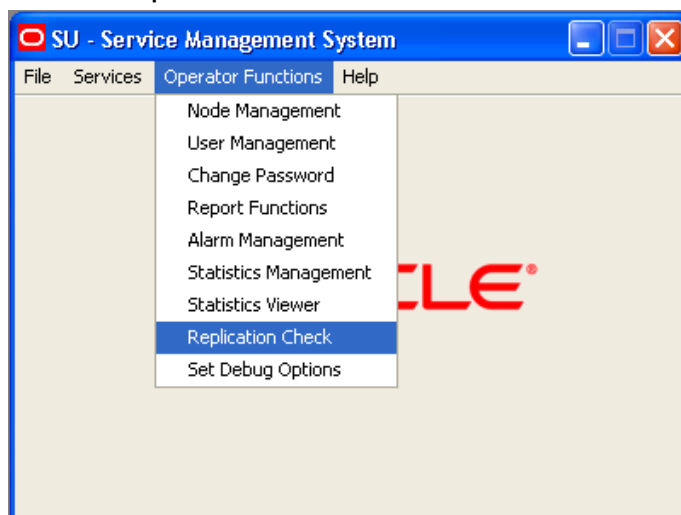 SU - Service Management System
File Services Operator Functions Help
Node Management
User Management
Change Password
Report Functions
Alarm Management
Statistics Management
Statistics Viewer
Replication Check
Set Debug Options
CLE®